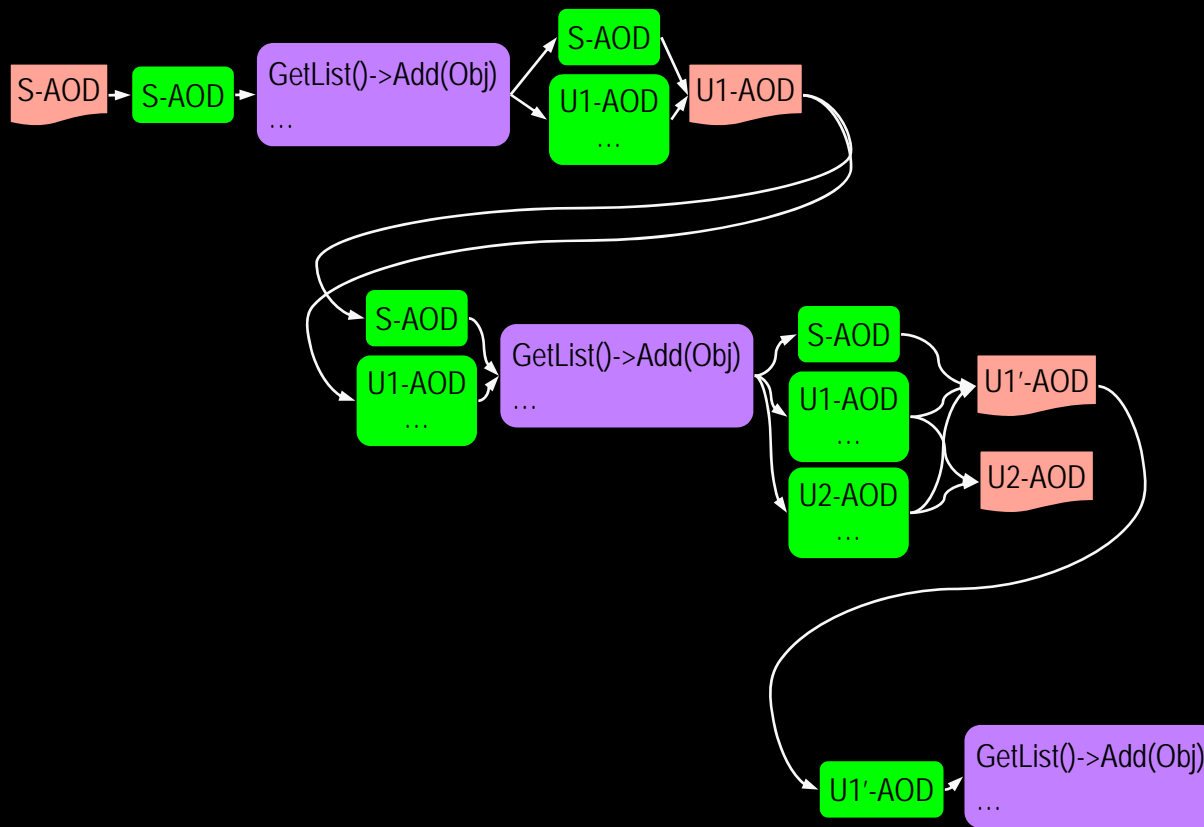 S-AOD
S-AOD
GetList()->Add(Obj)
…
S-AOD
U1-AOD
…
U1-AOD
S-AOD
U1-AOD
…
GetList()->Add(Obj)
…
S-AOD
U1-AOD
…
U2-AOD
…
U1'-AOD
U2-AOD
U1'-AOD
GetList()->Add(Obj)
…